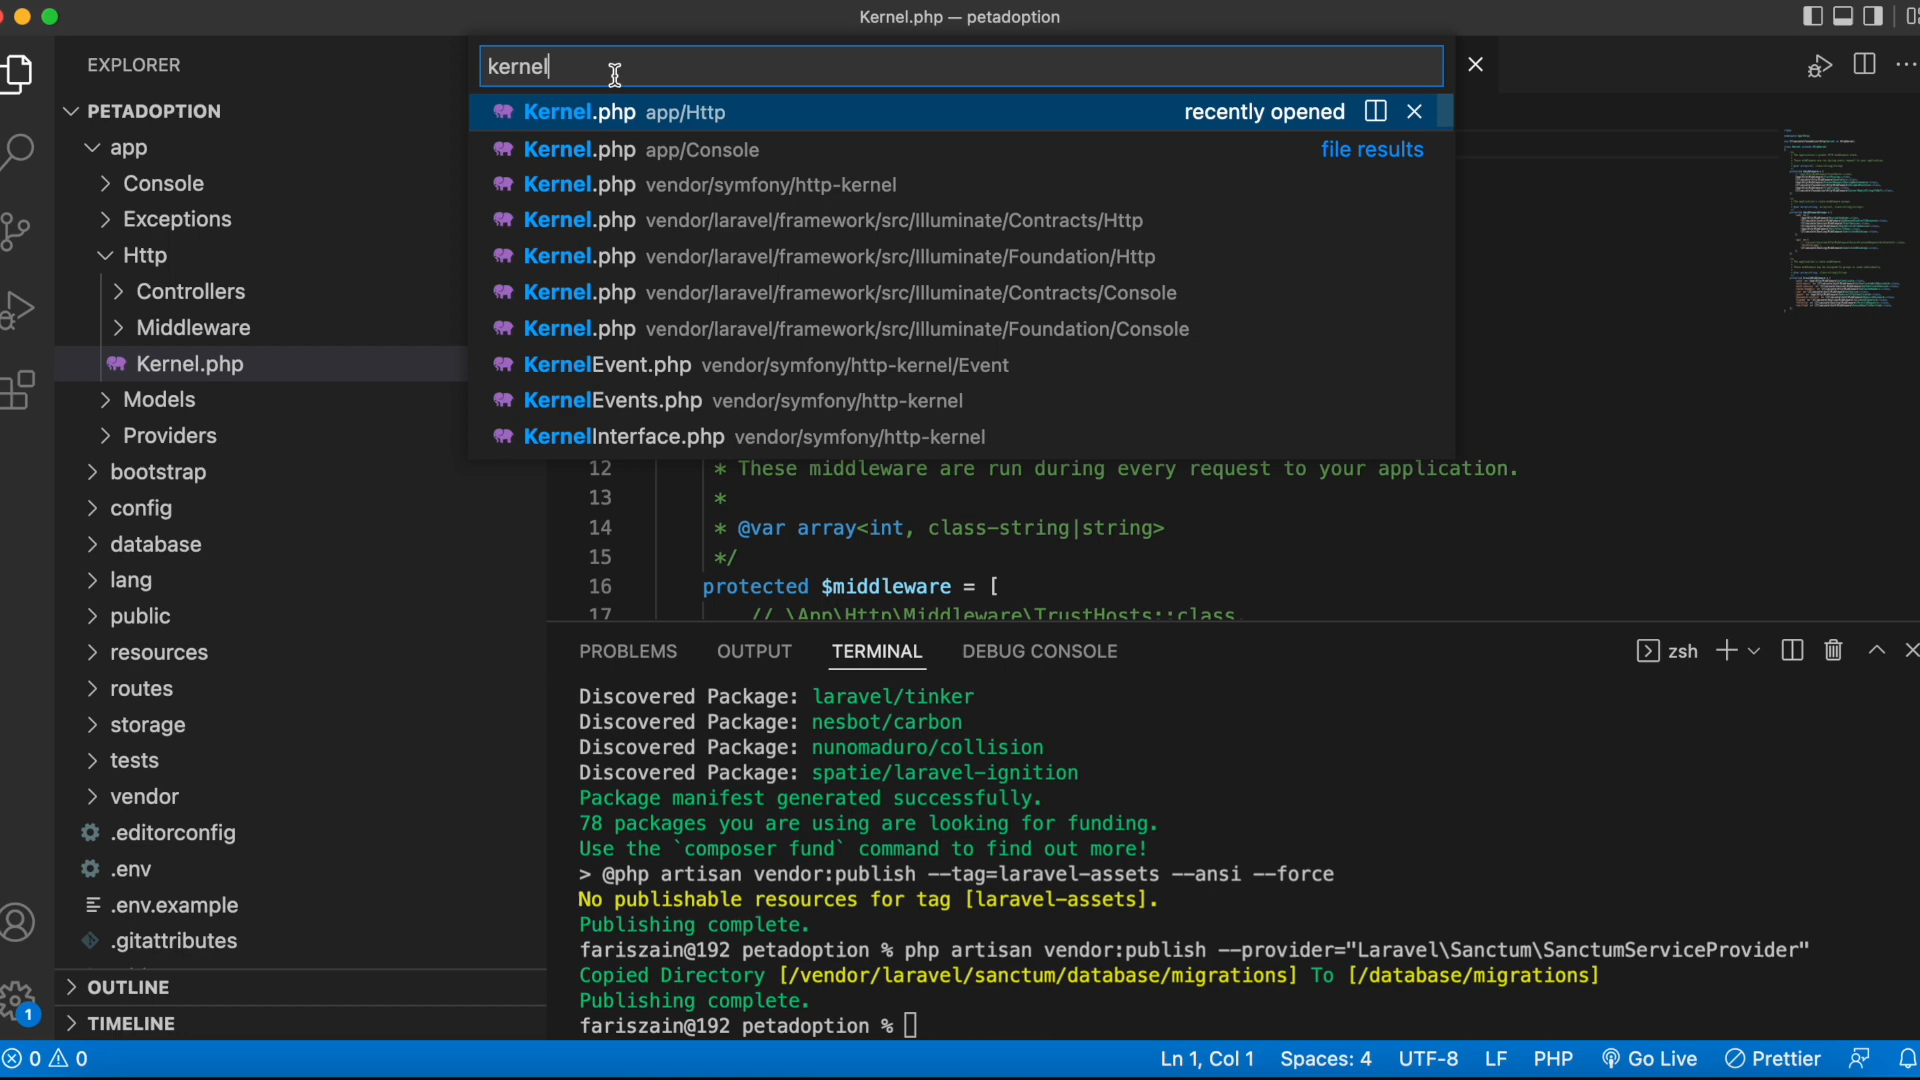 Kernel.php — petadoption
EXPLORER
PETADOPTION
app
Console
Exceptions
Http
Controllers
Middleware
Kernel.php
Models
Providers
bootstrap
config
database
lang
public
resources
routes
storage
tests
vendor
.editorconfig
.env
.env.example
.gitattributes
OUTLINE
TIMELINE
1
kernel
Kernel.php app/Http recently opened
Kernel.php app/Console file results
Kernel.php vendor/symfony/http-kernel
Kernel.php vendor/laravel/framework/src/Illuminate/Contracts/Http
Kernel.php vendor/laravel/framework/src/Illuminate/Foundation/Http
Kernel.php vendor/laravel/framework/src/Illuminate/Contracts/Console
Kernel.php vendor/laravel/framework/src/Illuminate/Foundation/Console
KernelEvent.php vendor/symfony/http-kernel/Event
KernelEvents.php vendor/symfony/http-kernel
KernelInterface.php vendor/symfony/http-kernel
12 * These middleware are run during every request to your application.
13 *
14 * @var array<int, class-string|string>
15 */
16 protected $middleware = [
17 // \App\Http\Middleware\TrustHosts::class,
PROBLEMS OUTPUT TERMINAL DEBUG CONSOLE zsh
Discovered Package: laravel/tinker
Discovered Package: nesbot/carbon
Discovered Package: nunomaduro/collision
Discovered Package: spatie/laravel-ignition
Package manifest generated successfully.
78 packages you are using are looking for funding.
Use the `composer fund` command to find out more!
> @php artisan vendor:publish --tag=laravel-assets --ansi --force
No publishable resources for tag [laravel-assets].
Publishing complete.
fariszain@192 petadoption % php artisan vendor:publish --provider="Laravel\Sanctum\SanctumServiceProvider"
Copied Directory [/vendor/laravel/sanctum/database/migrations] To [/database/migrations]
Publishing complete.
fariszain@192 petadoption %
0 0 Ln 1, Col 1 Spaces: 4 UTF-8 LF PHP Go Live Prettier